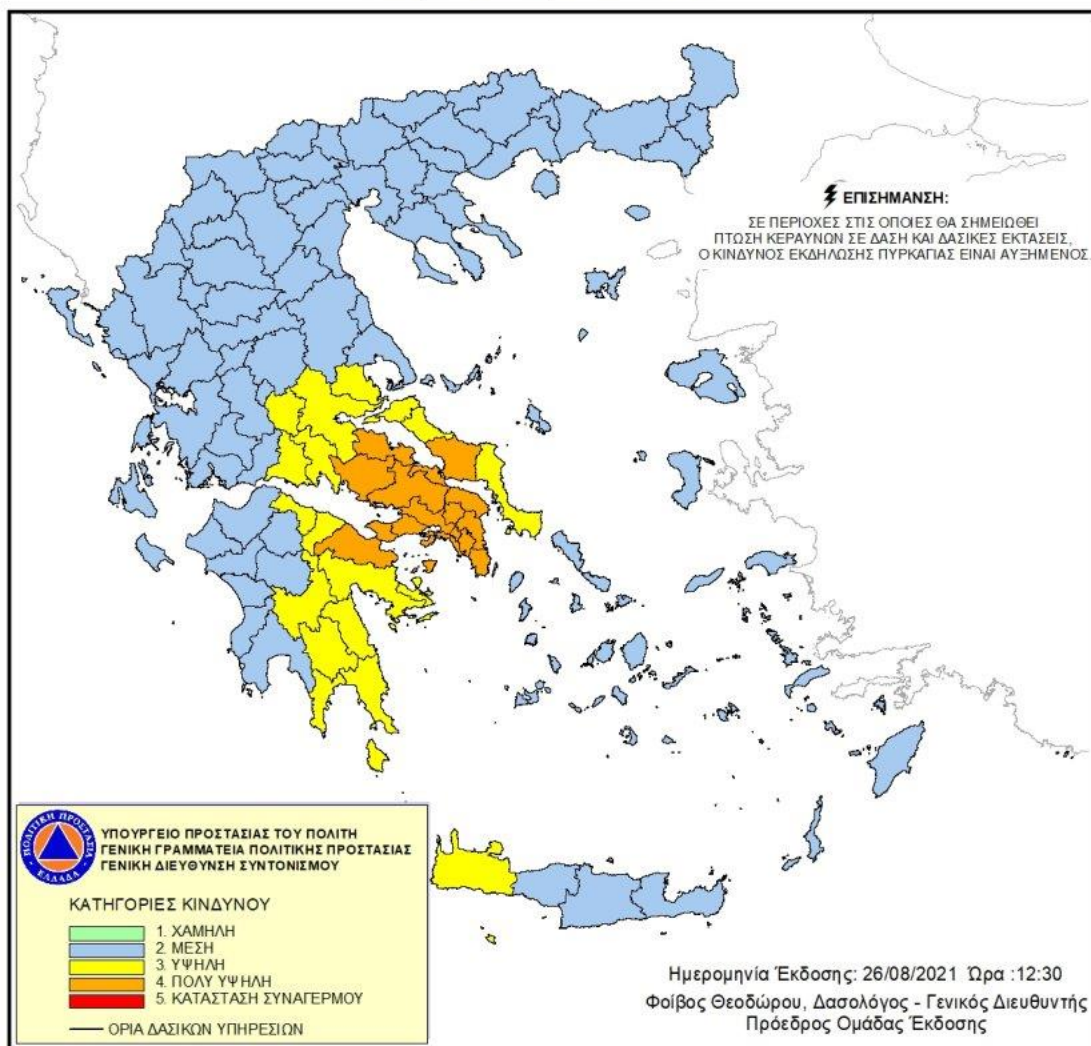 ΕΠΙΣΗΜΑΝΣΗ:
ΣΕ ΠΕΡΙΟΧΕΣ ΣΤΙΣ ΟΠΟΙΕΣ ΘΑ ΣΗΜΕΙΩΘΕΙ
ΠΤΩΣΗ ΚΕΡΑΥΝΩΝ ΣΕ ΔΑΣΗ ΚΑΙ ΔΑΣΙΚΕΣ ΕΚΤΑΣΕΙΣ,
Ο ΚΙΝΔΥΝΟΣ ΕΚΔΗΛΩΣΗΣ ΠΥΡΚΑΓΙΑΣ ΕΙΝΑΙ ΑΥΞΗΜΕΝΟΣ.
ΠΟΛΙΤΙΚΗ ΠΡΟΣΤΑΣΙΑ
ΕΛΛΑΔΑ
ΥΠΟΥΡΓΕΙΟ ΠΡΟΣΤΑΣΙΑΣ ΤΟΥ ΠΟΛΙΤΗ
ΓΕΝΙΚΗ ΓΡΑΜΜΑΤΕΙΑ ΠΟΛΙΤΙΚΗΣ ΠΡΟΣΤΑΣΙΑΣ
ΓΕΝΙΚΗ ΔΙΕΥΘΥΝΣΗ ΣΥΝΤΟΝΙΣΜΟΥ
ΚΑΤΗΓΟΡΙΕΣ ΚΙΝΔΥΝΟΥ
1. ΧΑΜΗΛΗ
2. ΜΕΣΗ
3. ΥΨΗΛΗ
4. ΠΟΛΥ ΥΨΗΛΗ
5. ΚΑΤΑΣΤΑΣΗ ΣΥΝΑΓΕΡΜΟΥ
ΟΡΙΑ ΔΑΣΙΚΩΝ ΥΠΗΡΕΣΙΩΝ
Ημερομηνία Έκδοσης: 26/08/2021 Ώρα :12:30
Φοίβος Θεοδώρου, Δασολόγος - Γενικός Διευθυντής
Πρόεδρος Ομάδας Έκδοσης